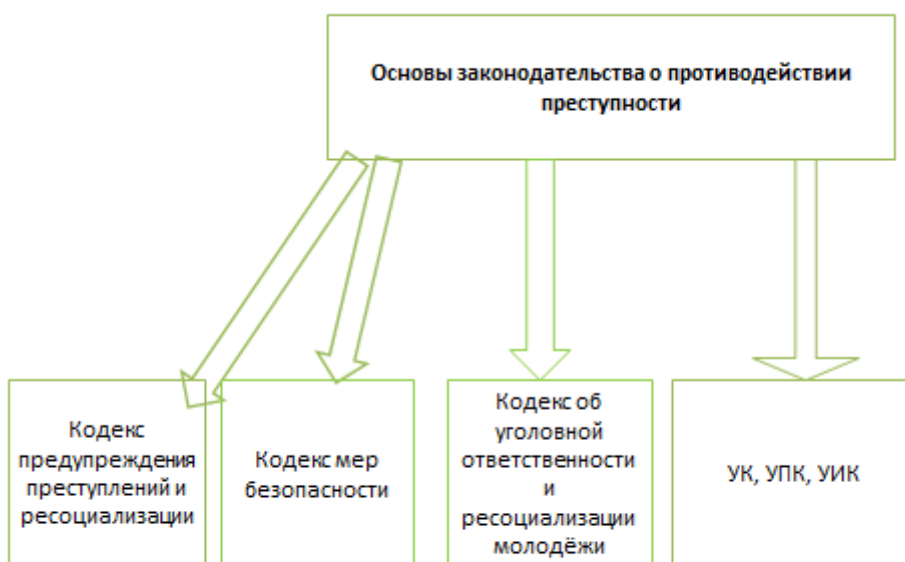 Основы законодательства о противодействии
преступности
Кодекс
предупреждения
преступлений и
ресоциализации
Кодекс мер
безопасности
Кодекс об
уголовной
ответственности
и
ресоциализации
молодёжи
УК, УПК, УИК